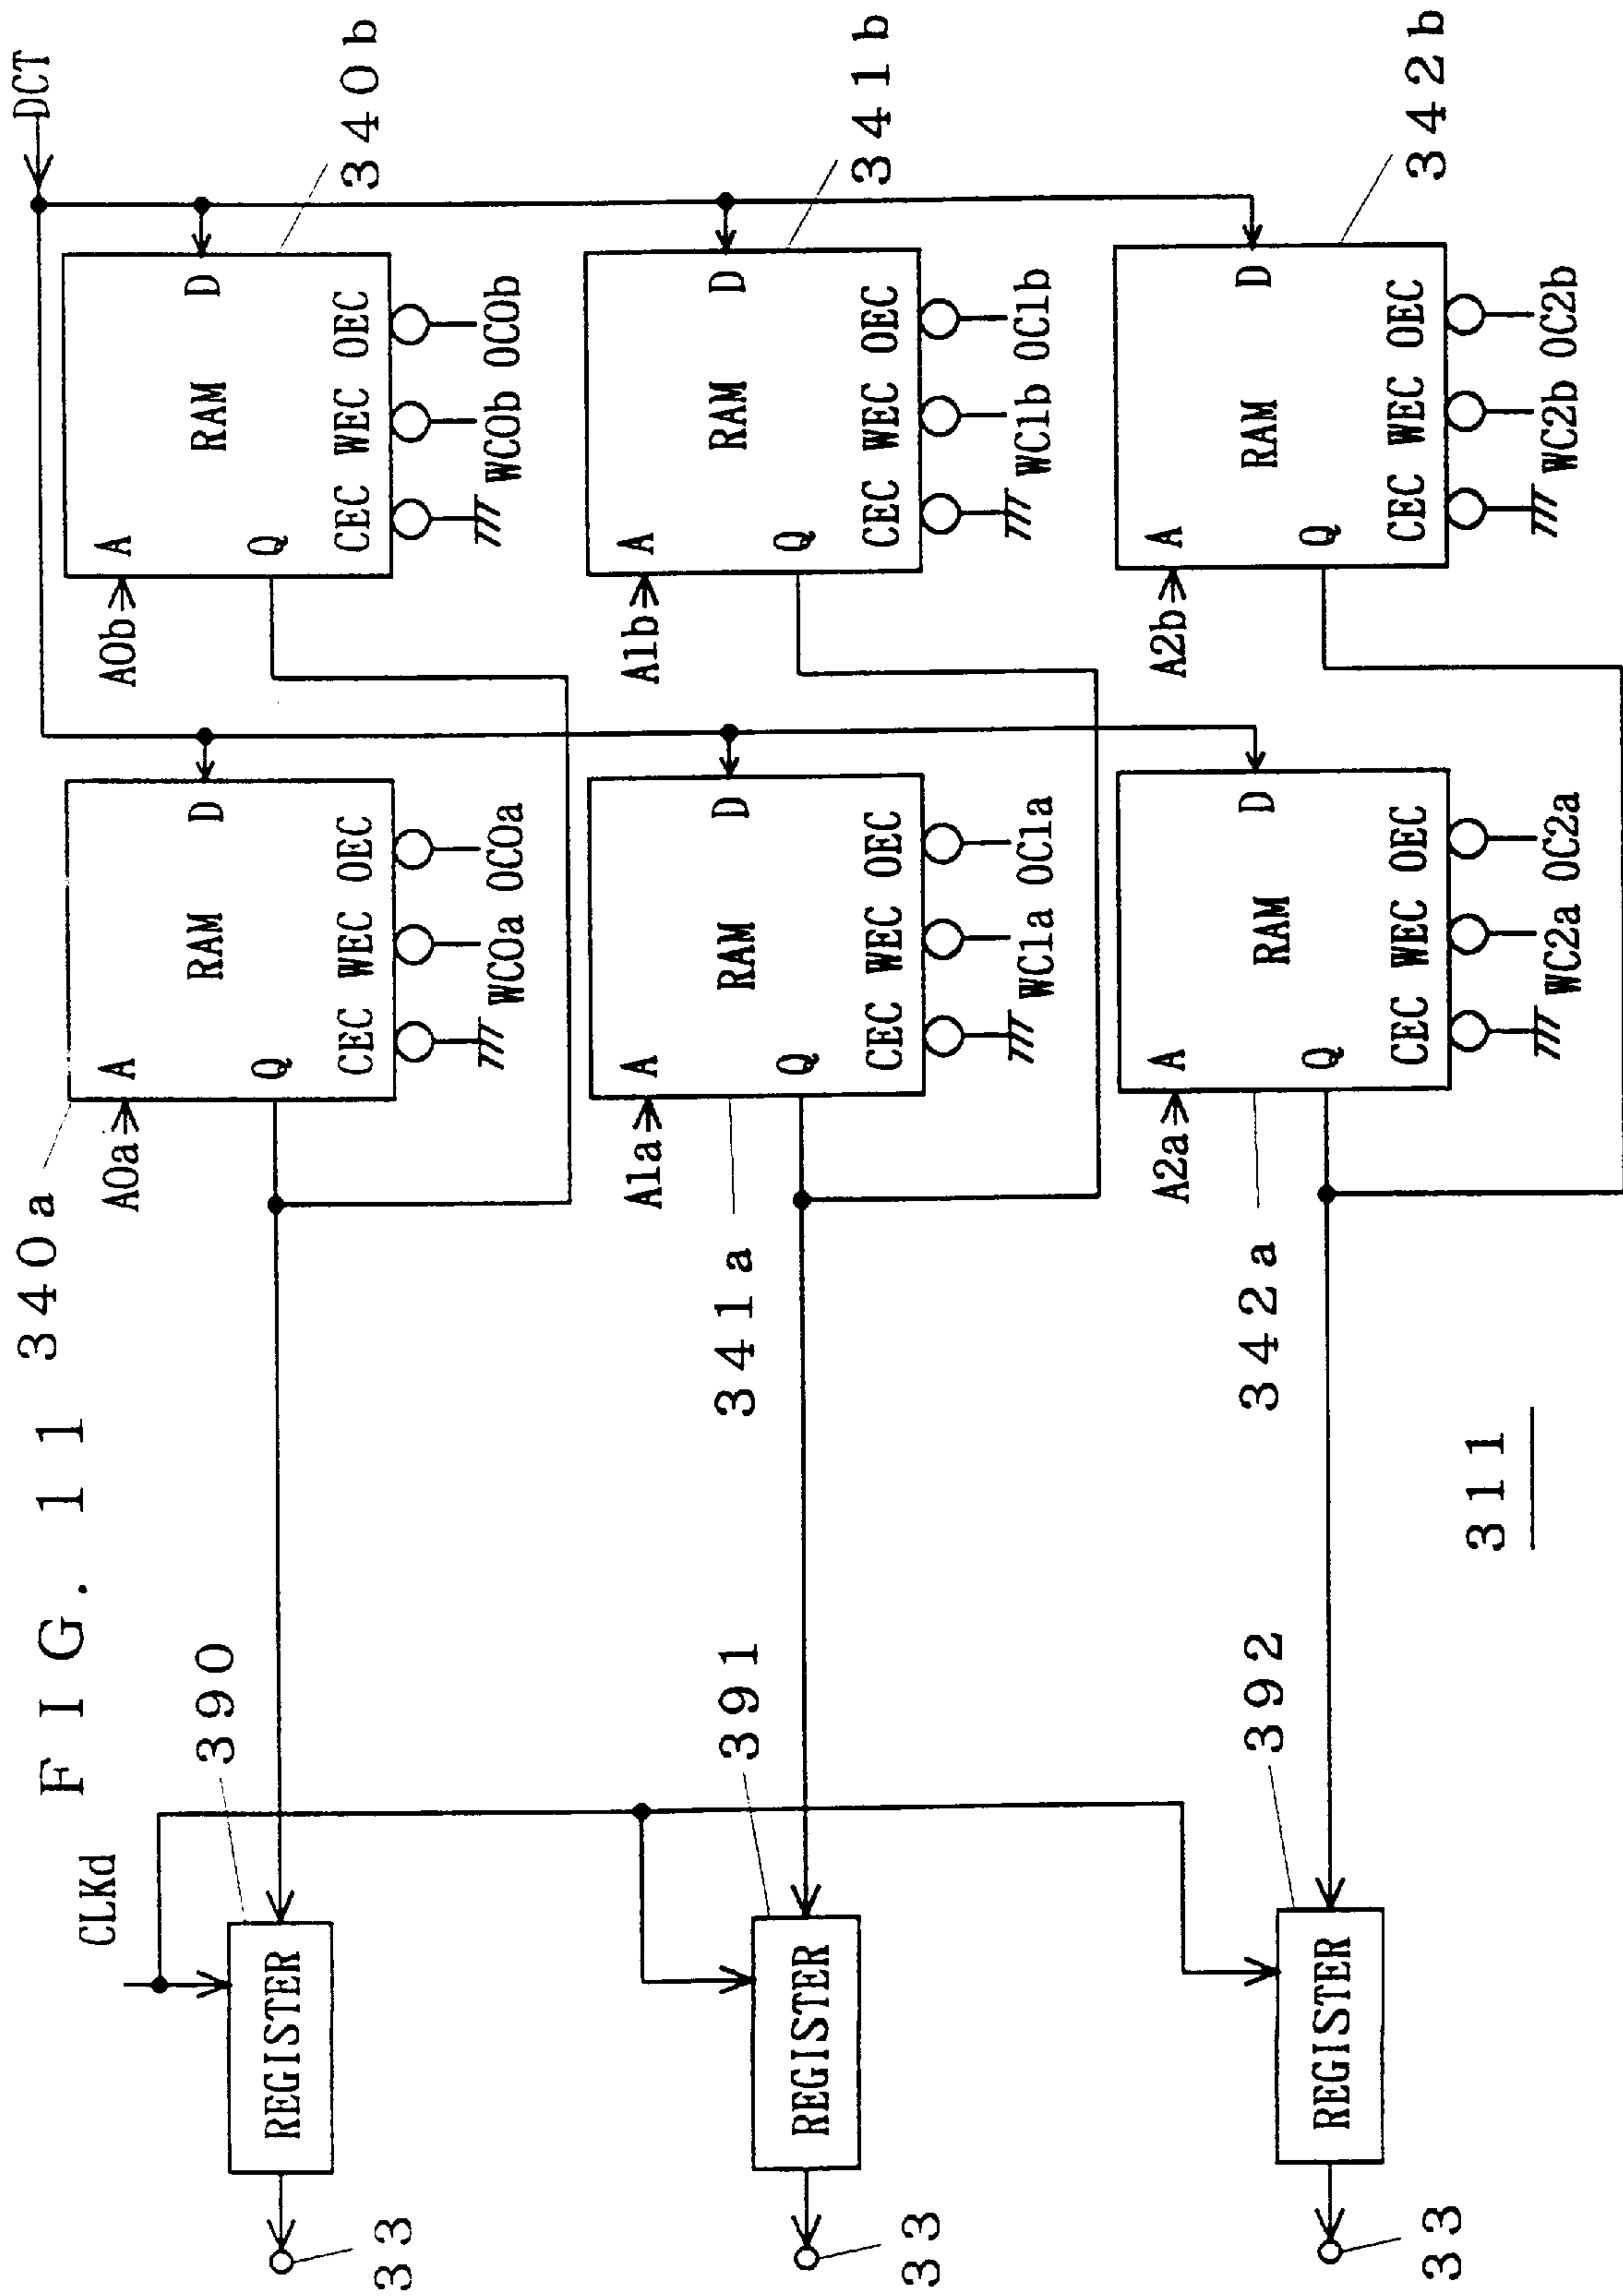 FIG. 11
DCT
340a
340b
A0a
A
D
RAM
Q
CEC WEC OEC
WC0a OC0a
A0b
A
D
RAM
Q
CEC WEC OEC
WC0b OC0b
CLKd
390
REGISTER
33
341a
341b
A1a
A
D
RAM
Q
CEC WEC OEC
WC1a OC1a
A1b
A
D
RAM
Q
CEC WEC OEC
WC1b OC1b
391
REGISTER
33
342a
342b
A2a
A
D
RAM
Q
CEC WEC OEC
WC2a OC2a
A2b
A
D
RAM
Q
CEC WEC OEC
WC2b OC2b
392
REGISTER
33
311